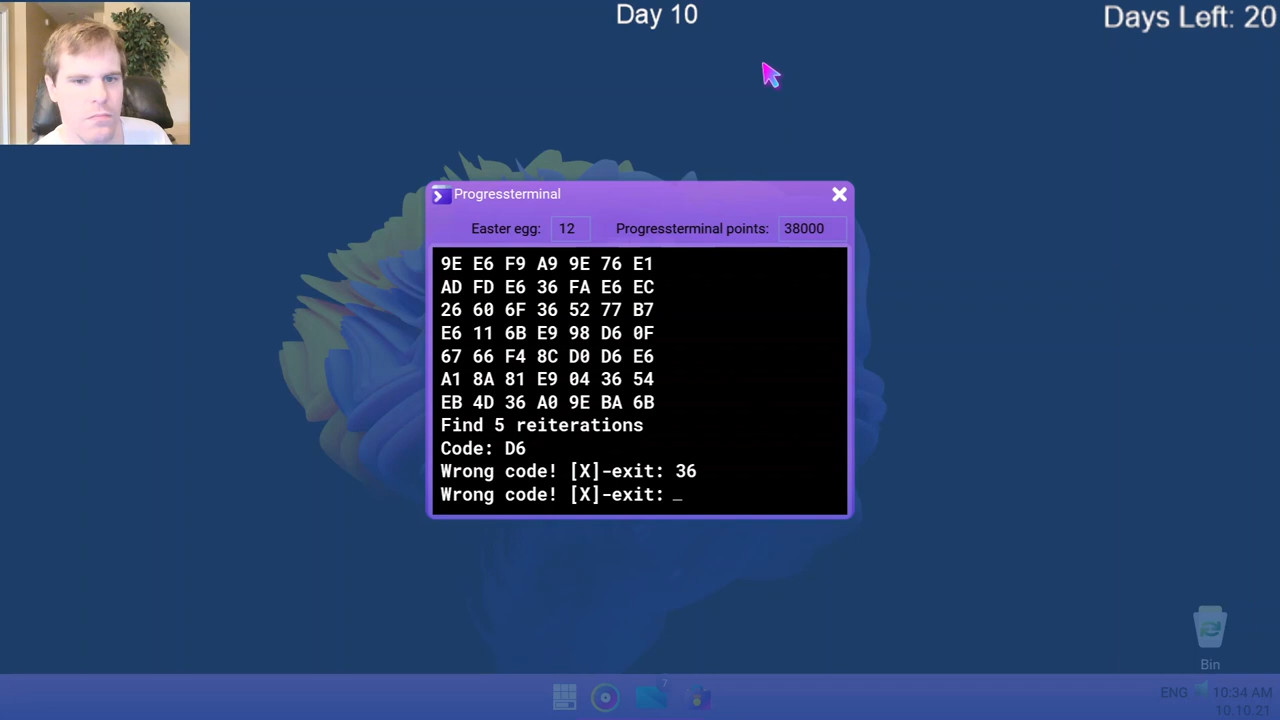 Day 10
Days Left: 20
Progressterminal
Easter egg: 12 Progressterminal points: 38000
9E E6 F9 A9 9E 76 E1
AD FD E6 36 FA E6 EC
26 60 6F 36 52 77 B7
E6 11 6B E9 98 D6 0F
67 66 F4 8C D0 D6 E6
A1 8A 81 E9 04 36 54
EB 4D 36 A0 9E BA 6B
Find 5 reiterations
Code: D6
Wrong code! [X]-exit: 36
Wrong code! [X]-exit: _
Bin
7
ENG 10:34 AM
10.10.21